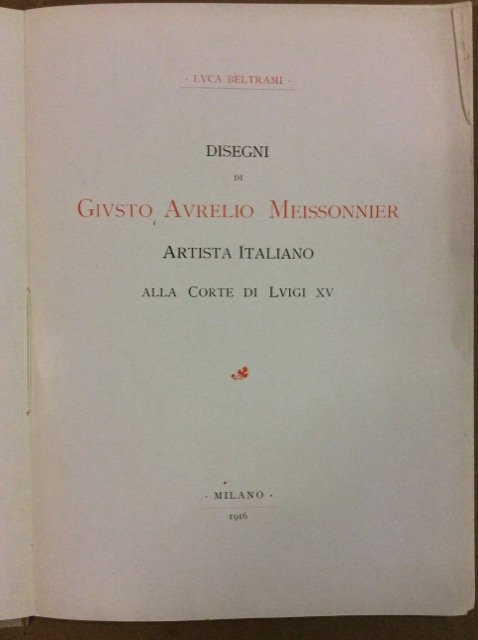 - LVCA BELTRAMI -
DISEGNI
DI
GIVSTO AVRELIO MEISSONNIER
ARTISTA ITALIANO
ALLA CORTE DI LVIGI XV
- MILANO -
1916